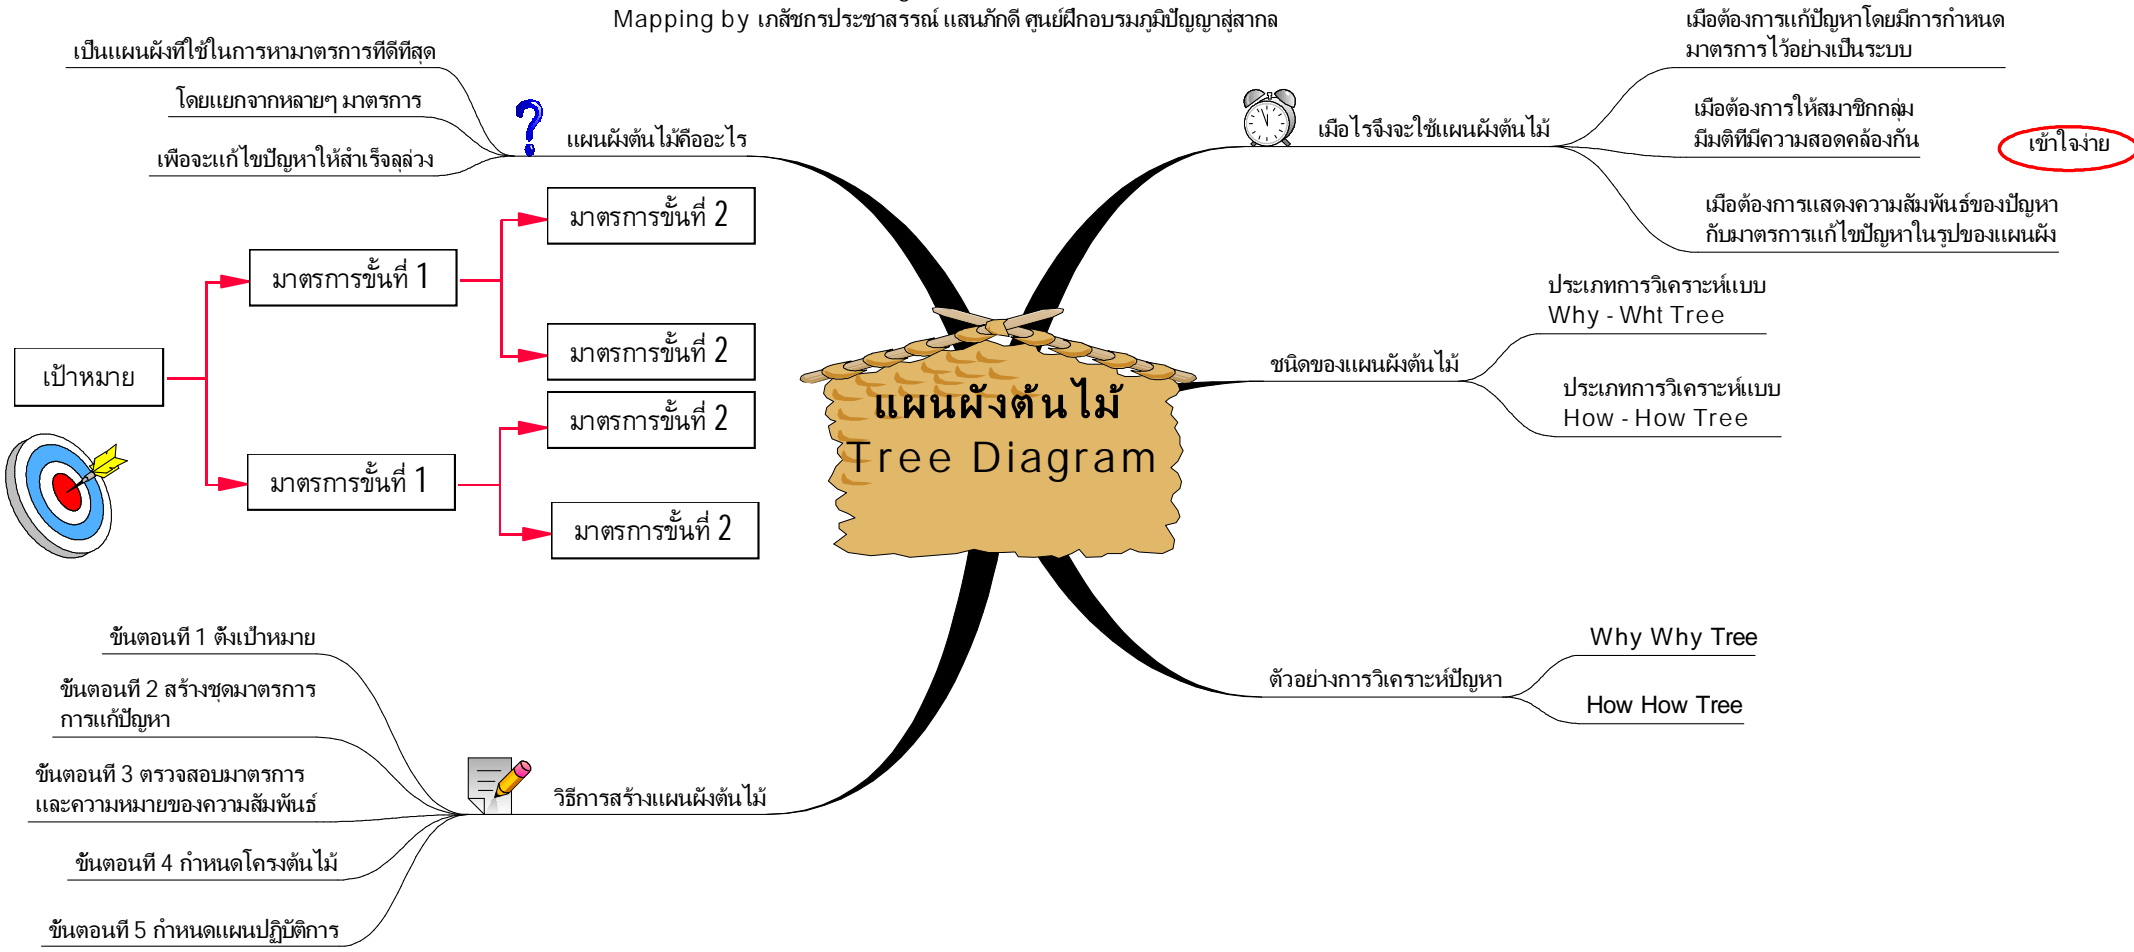 Mapping by เภสัชกรประชาสรรณ์ แสนภักดี ศูนย์ฝึกอบรมภูมิปัญญาสู่สากล
เป็นแผนผังที่ใช้ในการหามาตรการที่ดีที่สุด
โดยแยกจากหลายๆ มาตรการ
เพื่อจะแก้ไขปัญหาให้สำเร็จลุล่วง
แผนผังต้นไม้คืออะไร
เมื่อไรจึงจะใช้แผนผังต้นไม้
เมื่อต้องการแก้ปัญหาโดยมีการกำหนด
มาตรการไว้อย่างเป็นระบบ
เมื่อต้องการให้สมาชิกกลุ่ม
มีมติที่มีความสอดคล้องกัน
เข้าใจง่าย
เมื่อต้องการแสดงความสัมพันธ์ของปัญหา
กับมาตรการแก้ไขปัญหาในรูปของแผนผัง
เป้าหมาย
มาตรการขั้นที่ 1
มาตรการขั้นที่ 2
มาตรการขั้นที่ 2
มาตรการขั้นที่ 1
มาตรการขั้นที่ 2
มาตรการขั้นที่ 2
แผนผังต้นไม้
Tree Diagram
ชนิดของแผนผังต้นไม้
ประเภทการวิเคราะห์แบบ
Why - Wht Tree
ประเภทการวิเคราะห์แบบ
How - How Tree
ตัวอย่างการวิเคราะห์ปัญหา
Why Why Tree
How How Tree
วิธีการสร้างแผนผังต้นไม้
ขั้นตอนที่ 1 ตั้งเป้าหมาย
ขั้นตอนที่ 2 สร้างชุดมาตรการ
การแก้ปัญหา
ขั้นตอนที่ 3 ตรวจสอบมาตรการ
และความหมายของความสัมพันธ์
ขั้นตอนที่ 4 กำหนดโครงต้นไม้
ขั้นตอนที่ 5 กำหนดแผนปฏิบัติการ